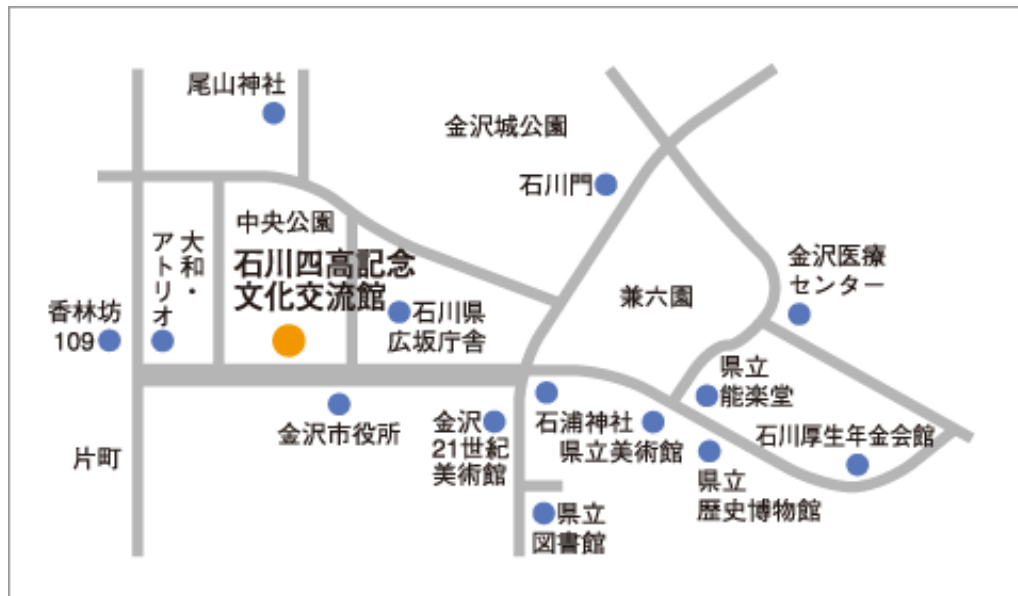 尾山神社
金沢城公園
石川門
中央公園
石川四高記念
文化交流館
大和・
アトリオ
香林坊
109
石川県
広坂庁舎
兼六園
金沢医療
センター
県立
能楽堂
金沢市役所
金沢
21世紀
美術館
石浦神社
県立美術館
石川厚生年金会館
片町
県立
歴史博物館
県立
図書館